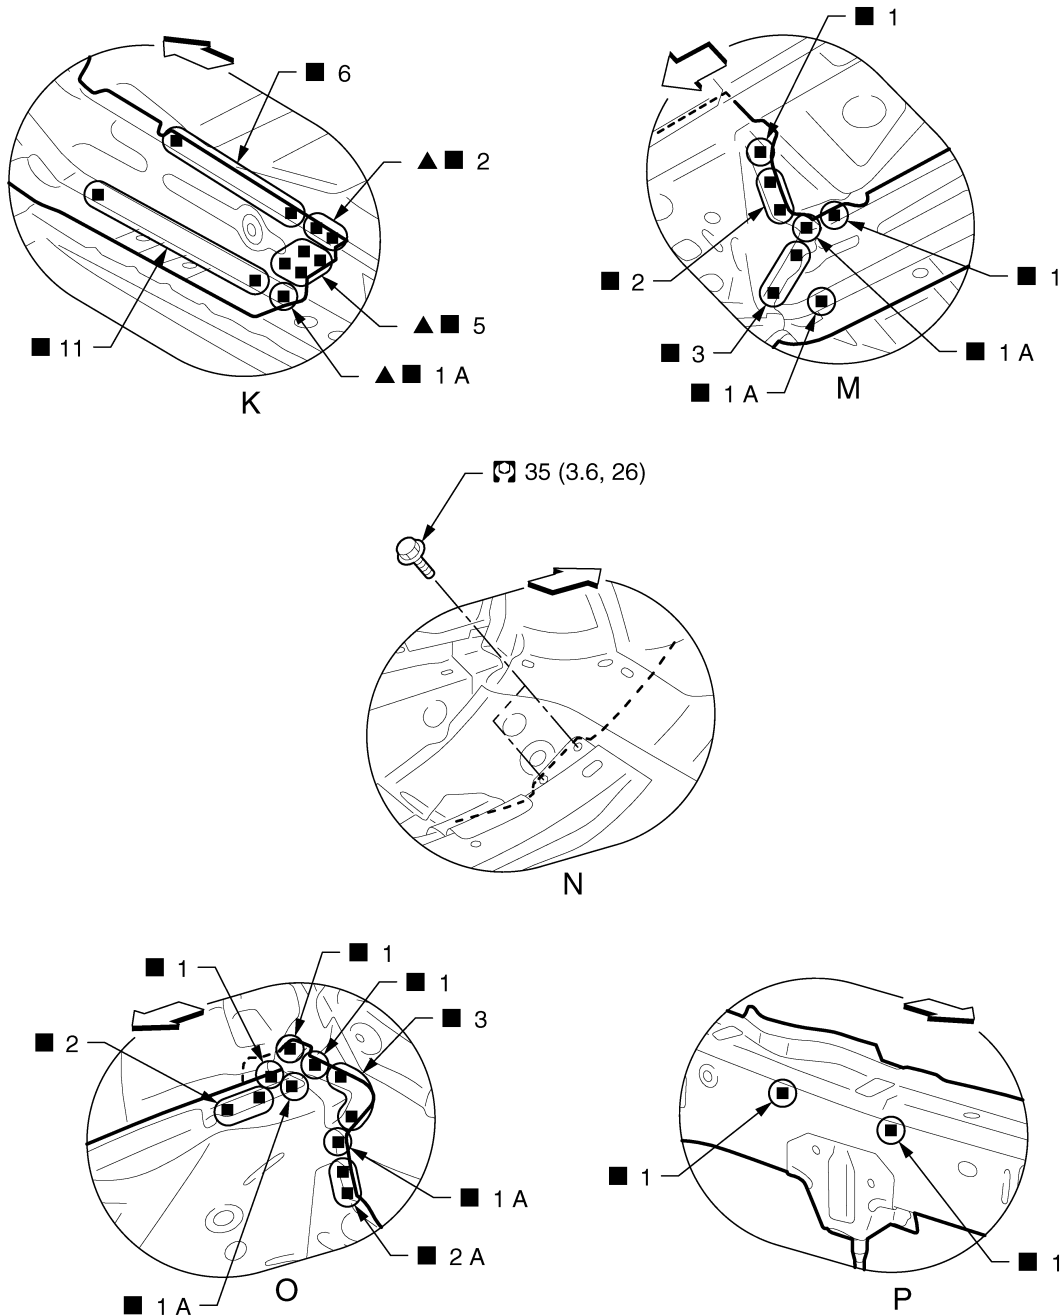 ■ 6
▲ ■ 2
■ 11
▲ ■ 5
▲ ■ 1 A
K
■ 1
■ 2
■ 1
■ 3
■ 1 A
■ 1 A
M
35 (3.6, 26)
N
■ 1
■ 1
■ 1
■ 3
■ 2
■ 1 A
■ 2 A
■ 1 A
O
■ 1
■ 1
P